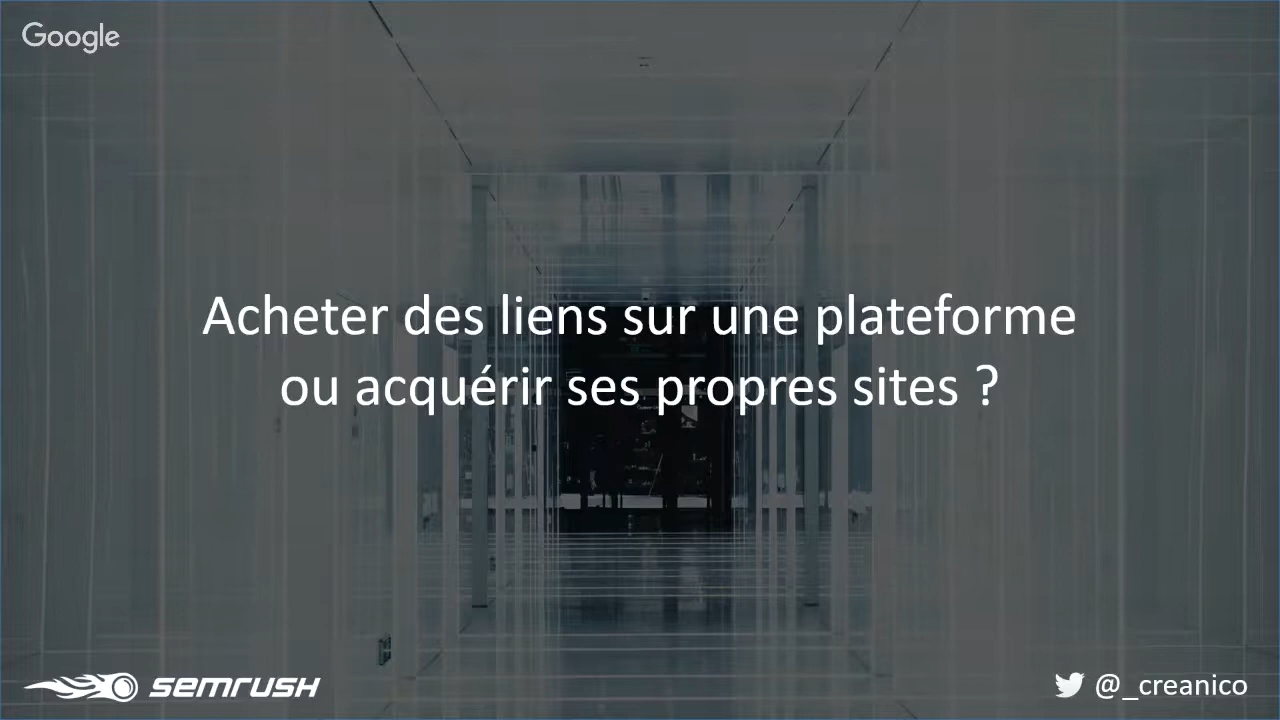 Google
Acheter des liens sur une plateforme
ou acquérir ses propres sites ?
SEMRUSH
@_creanico